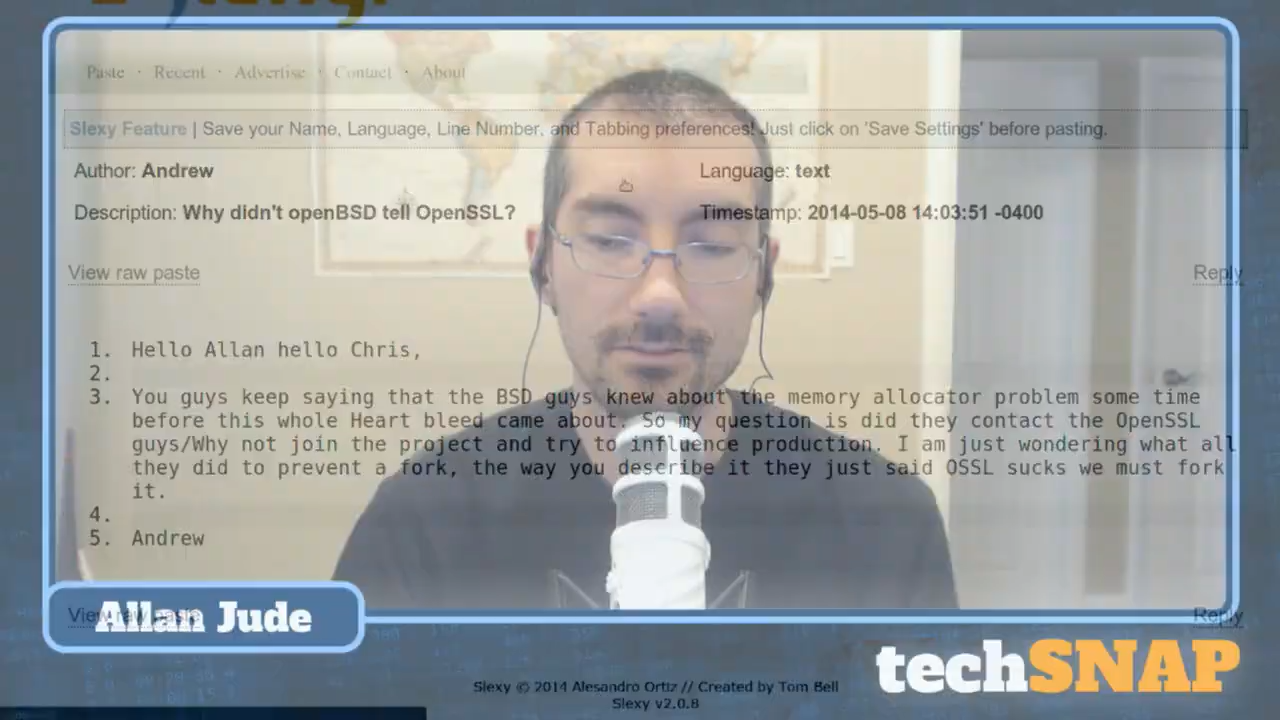 Paste · Recent · Advertise · Contact · About
Slexy Feature | Save your Name, Language, Line Number, and Tabbing preferences! Just click on 'Save Settings' before pasting.
Author: Andrew
Language: text
Description: Why didn't openBSD tell OpenSSL?
Timestamp: 2014-05-08 14:03:51 -0400
View raw paste
Reply
1. Hello Allan hello Chris,
2.
3. You guys keep saying that the BSD guys knew about the memory allocator problem some time
before this whole Heart bleed came about. So my question is did they contact the OpenSSL
guys/Why not join the project and try to influence production. I am just wondering what all
they did to prevent a fork, the way you describe it they just said OSSL sucks we must fork
it.
4.
5. Andrew
View raw paste
Allan Jude
Reply
techSNAP
Slexy © 2014 Alesandro Ortiz // Created by Tom Bell
Slexy v2.0.8